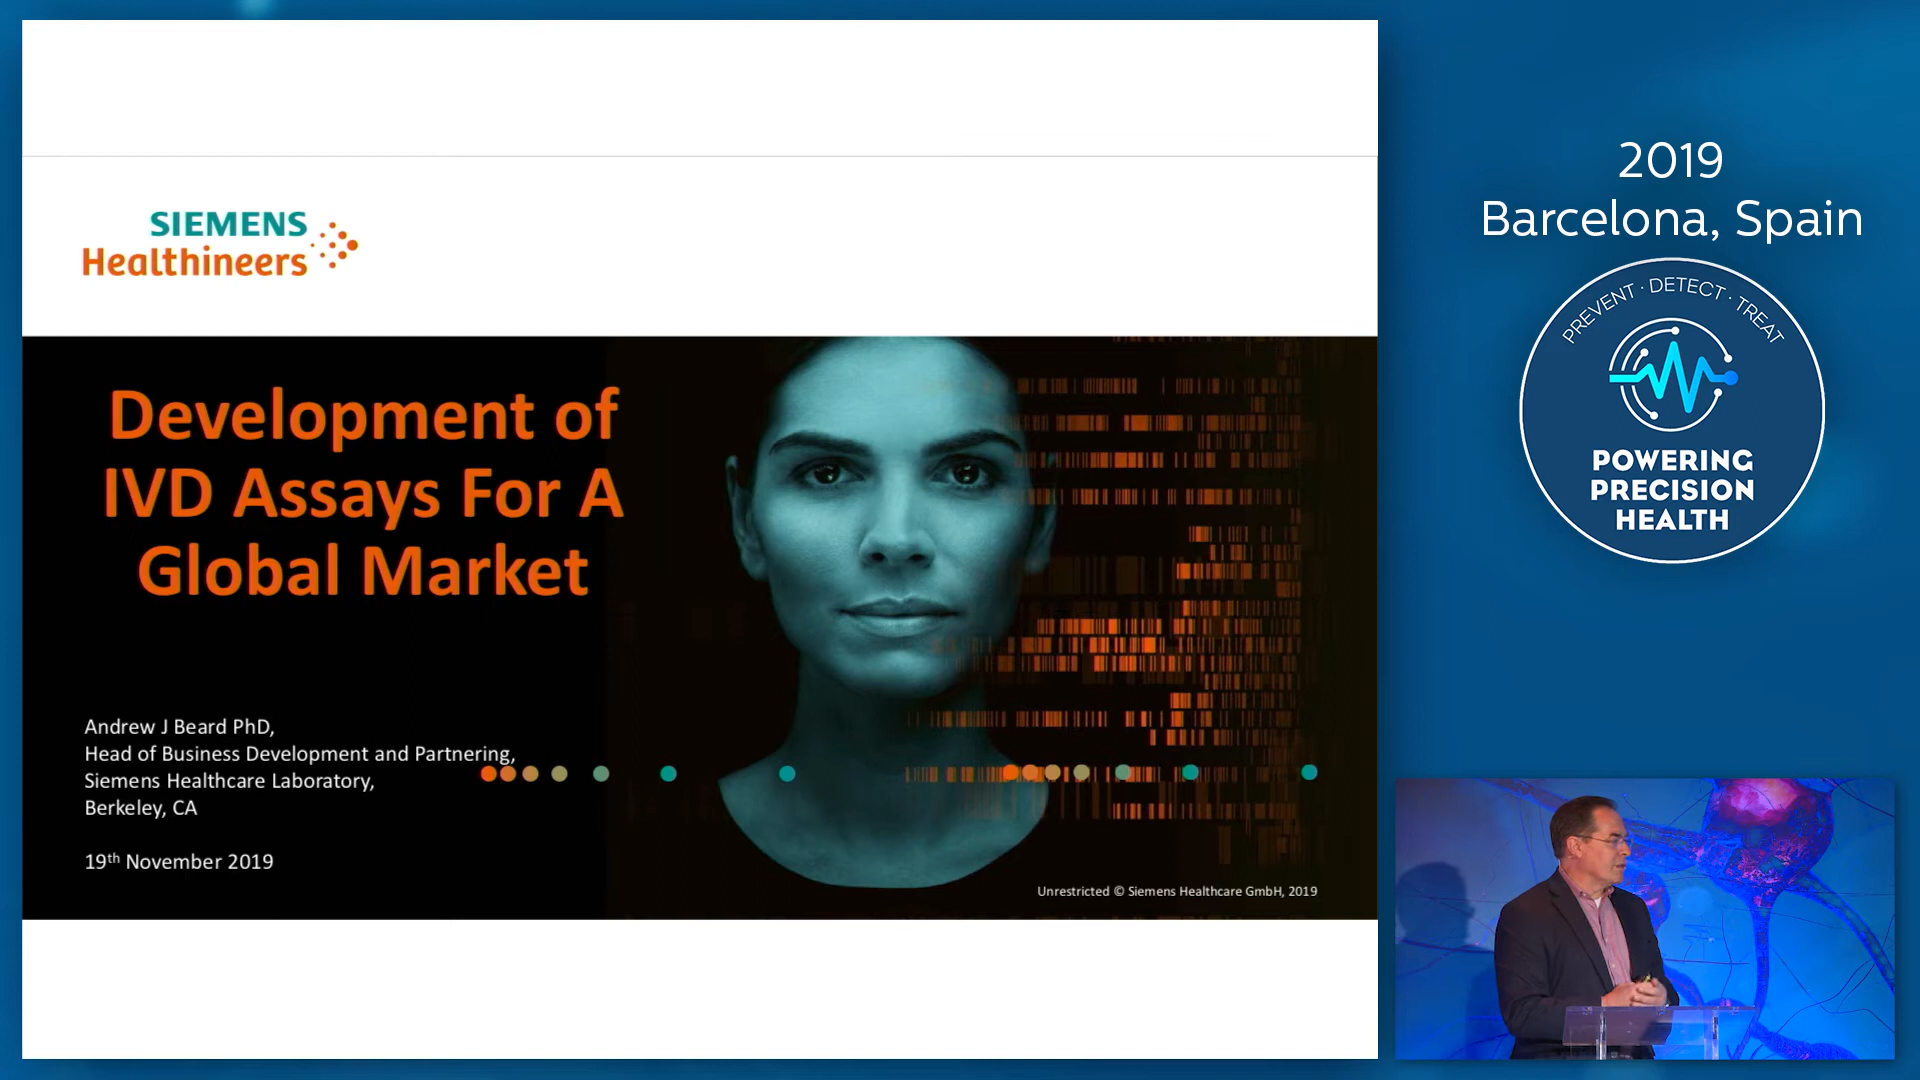 SIEMENS
Healthineers
Development of
IVD Assays For A
Global Market
Andrew J Beard PhD,
Head of Business Development and Partnering,
Siemens Healthcare Laboratory,
Berkeley, CA
19th November 2019
Unrestricted © Siemens Healthcare GmbH, 2019
2019
Barcelona, Spain
PREVENT · DETECT · TREAT
POWERING
PRECISION
HEALTH